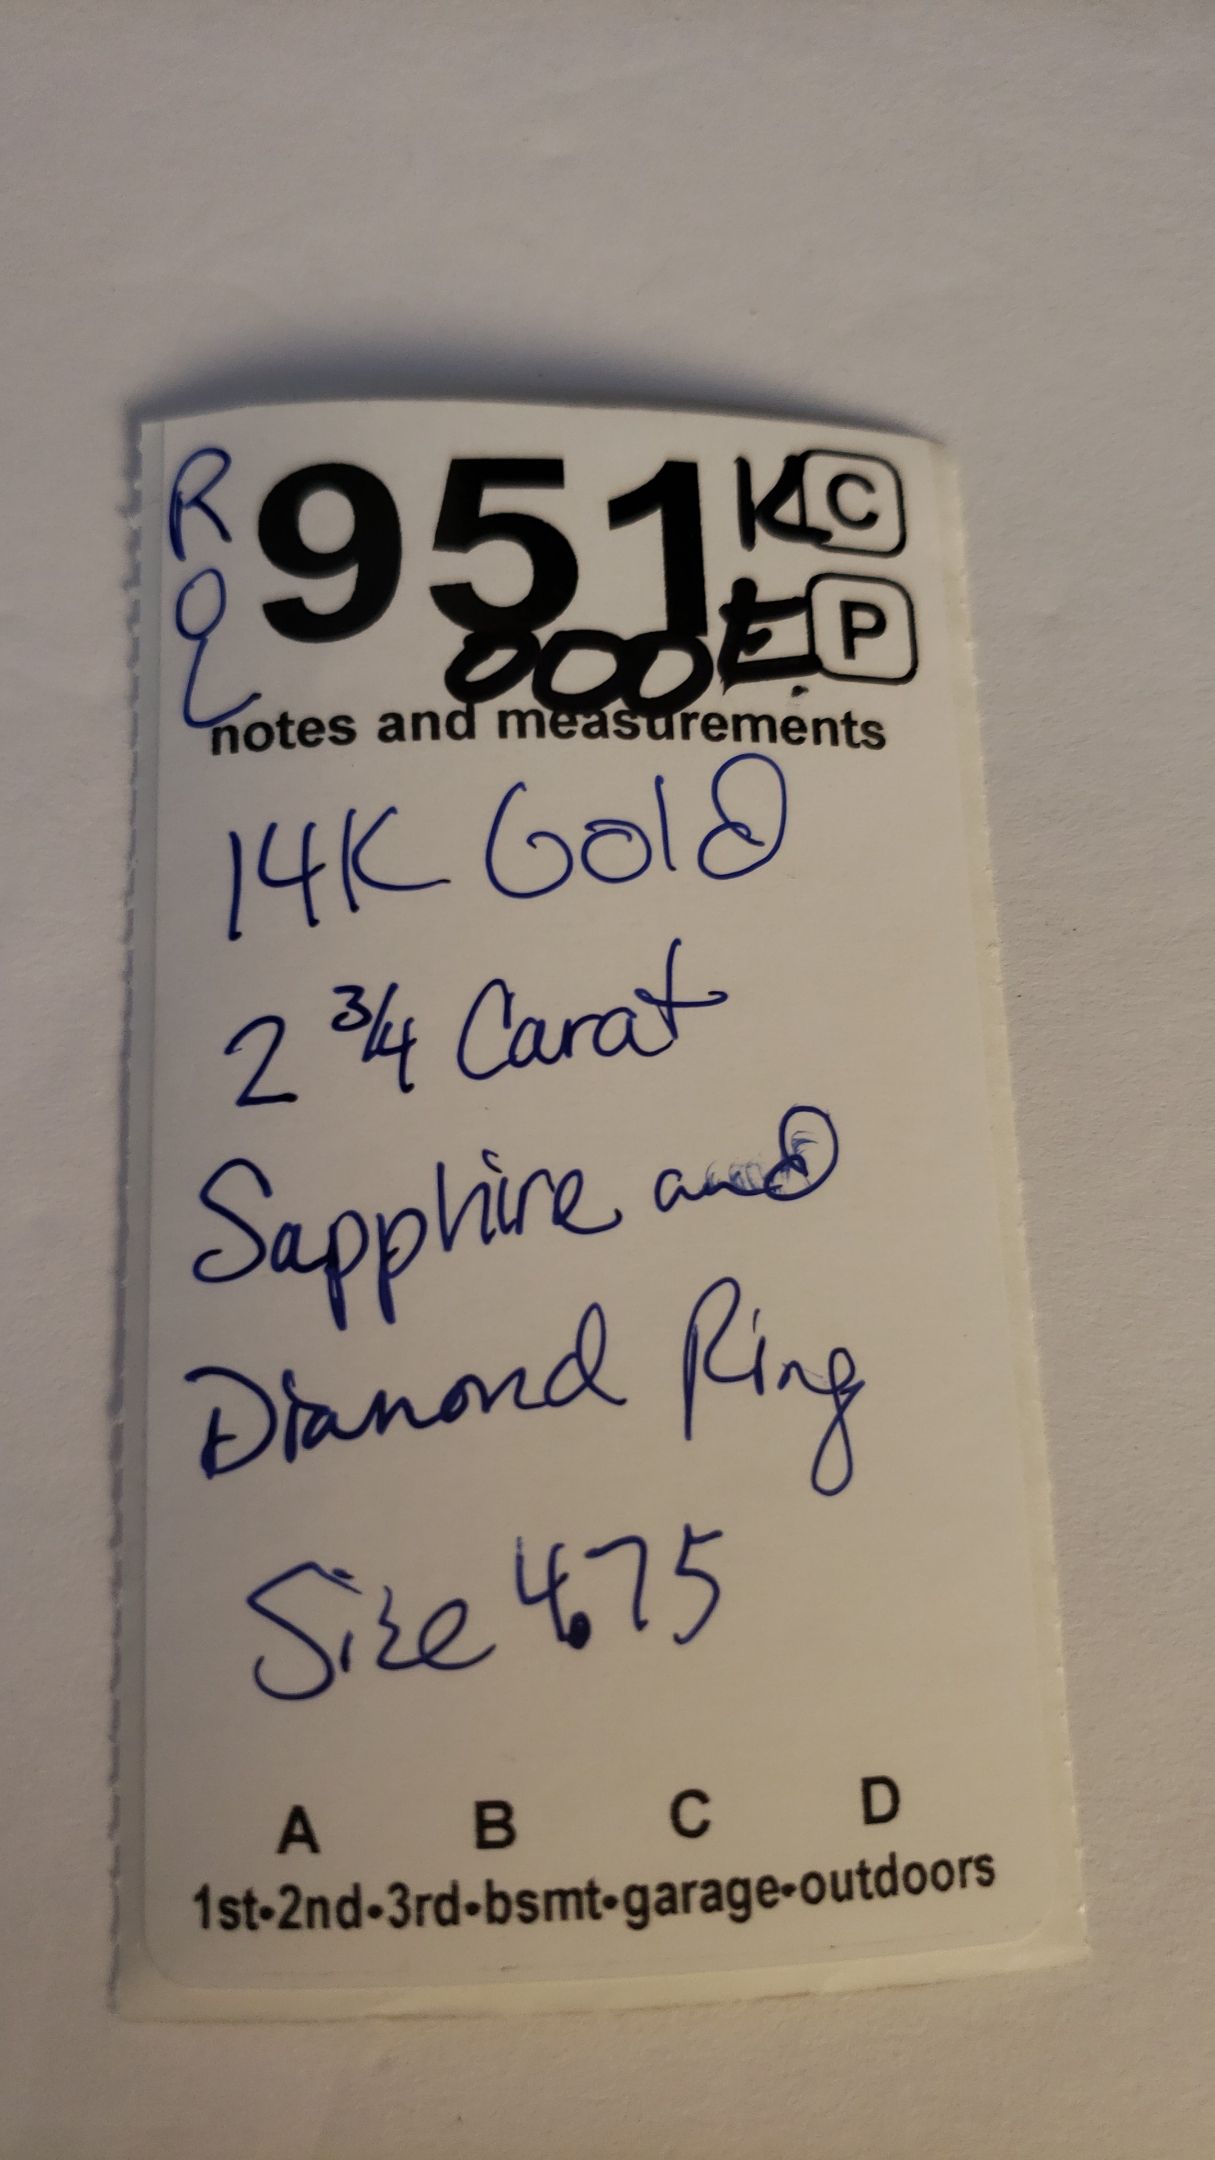 R
O
L
951
K
C
000
E
P
notes and measurements
14K Gold
2 3/4 Carat
Sapphire and
Diamond Ring
Size 4.75
A B C D
1st•2nd•3rd•bsmt•garage•outdoors